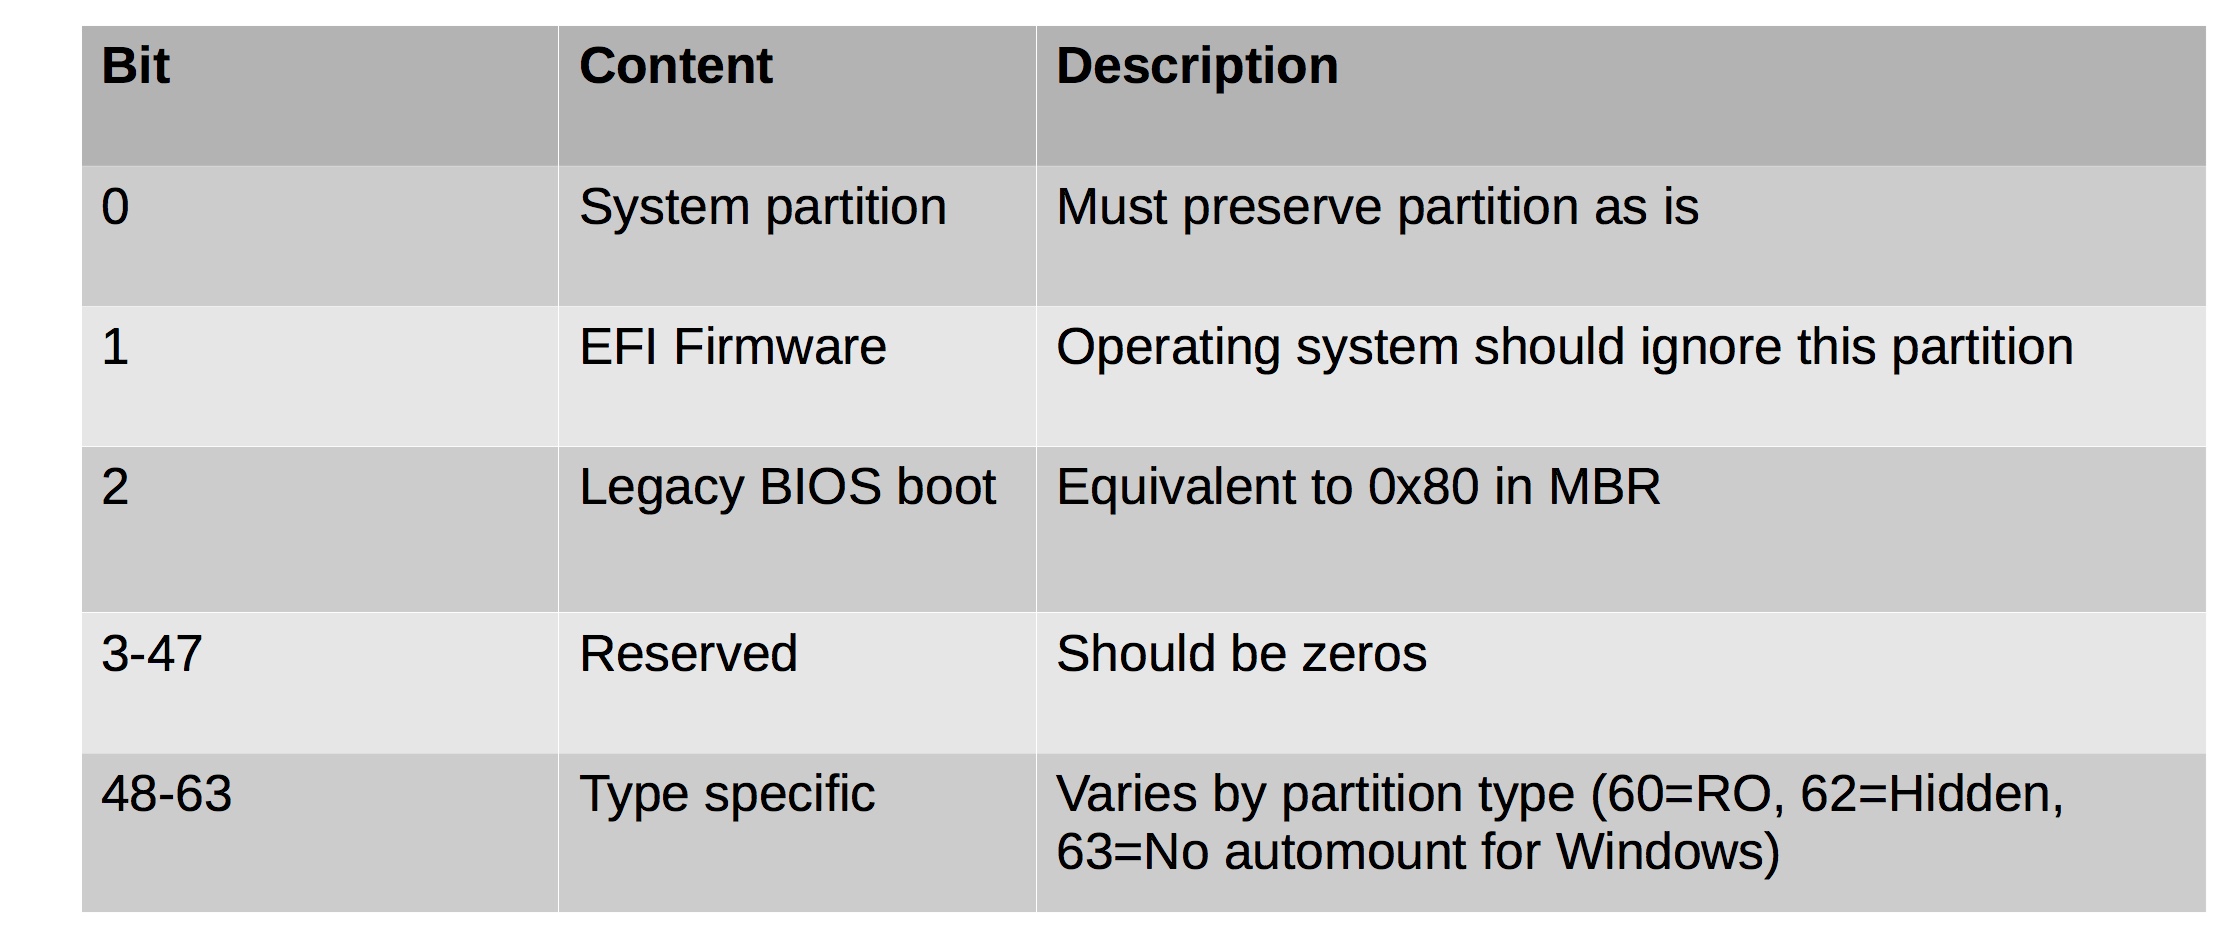 Bit Content Description
0 System partition Must preserve partition as is
1 EFI Firmware Operating system should ignore this partition
2 Legacy BIOS boot Equivalent to 0x80 in MBR
3-47 Reserved Should be zeros
48-63 Type specific Varies by partition type (60=RO, 62=Hidden,
63=No automount for Windows)